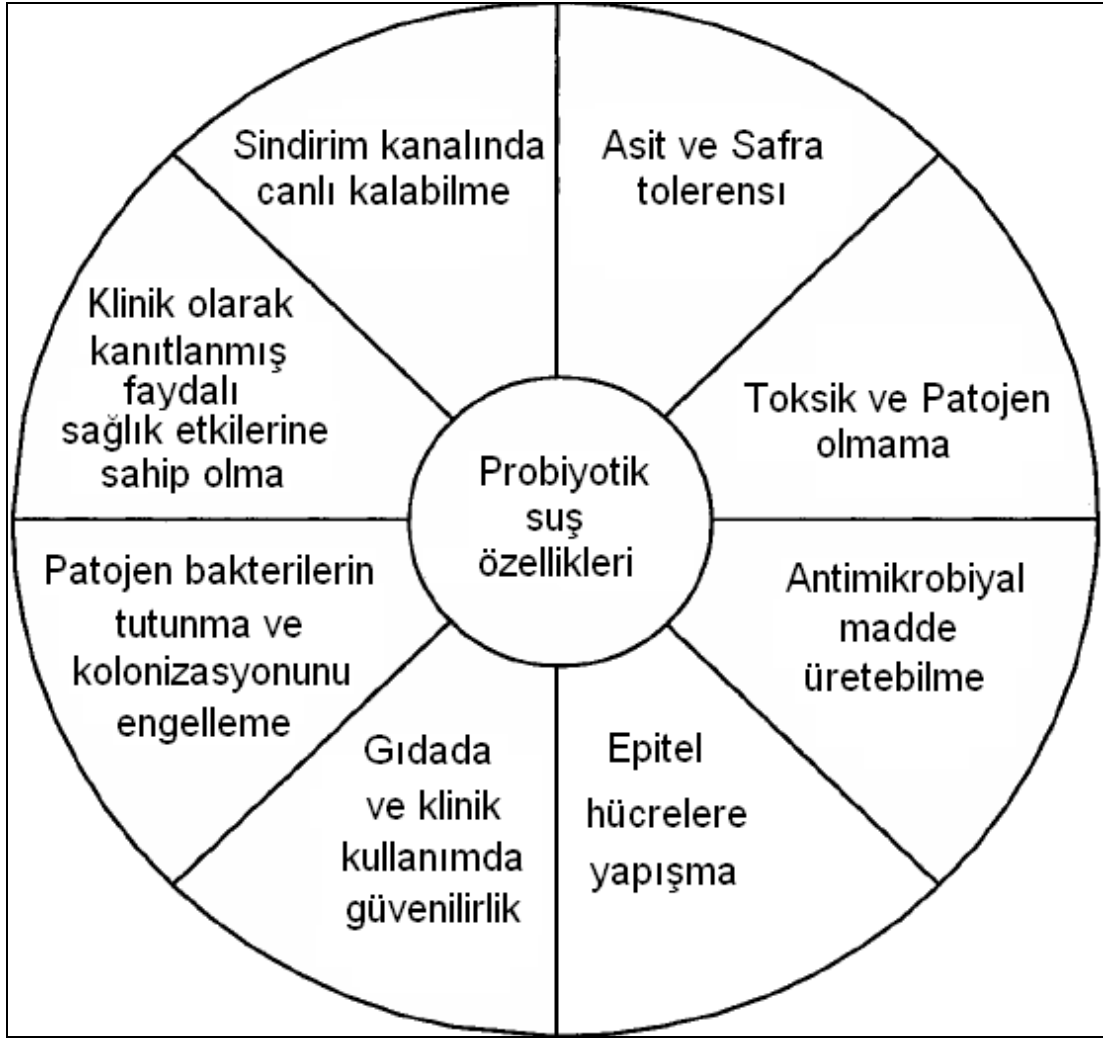 Sindirim kanalında
canlı kalabilme
Asit ve Safra
tolerensı
Toksik ve Patojen
olmama
Antimikrobiyal
madde
üretebilme
Epitel
hücrelere
yapışma
Gıdada
ve klinik
kullanımda
güvenilirlik
Patojen bakterilerin
tutunma ve
kolonizasyonunu
engelleme
Klinik olarak
kanıtlanmış
faydalı
sağlık etkilerine
sahip olma
Probiyotik
suş
özellikleri